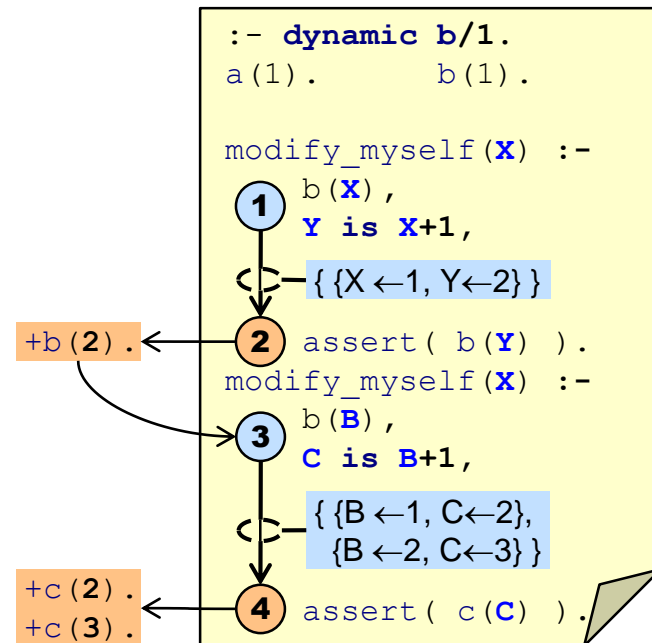 :- dynamic b/1.
a(1).      b(1).
modify_myself(X) :-
1 b(X),
Y is X+1,
{ {X ←1, Y←2} }
+b(2). 2 assert( b(Y) ).
modify_myself(X) :-
3 b(B),
C is B+1,
{ {B ←1, C←2},
{B ←2, C←3} }
+c(2).
4 assert( c(C) ).
+c(3).